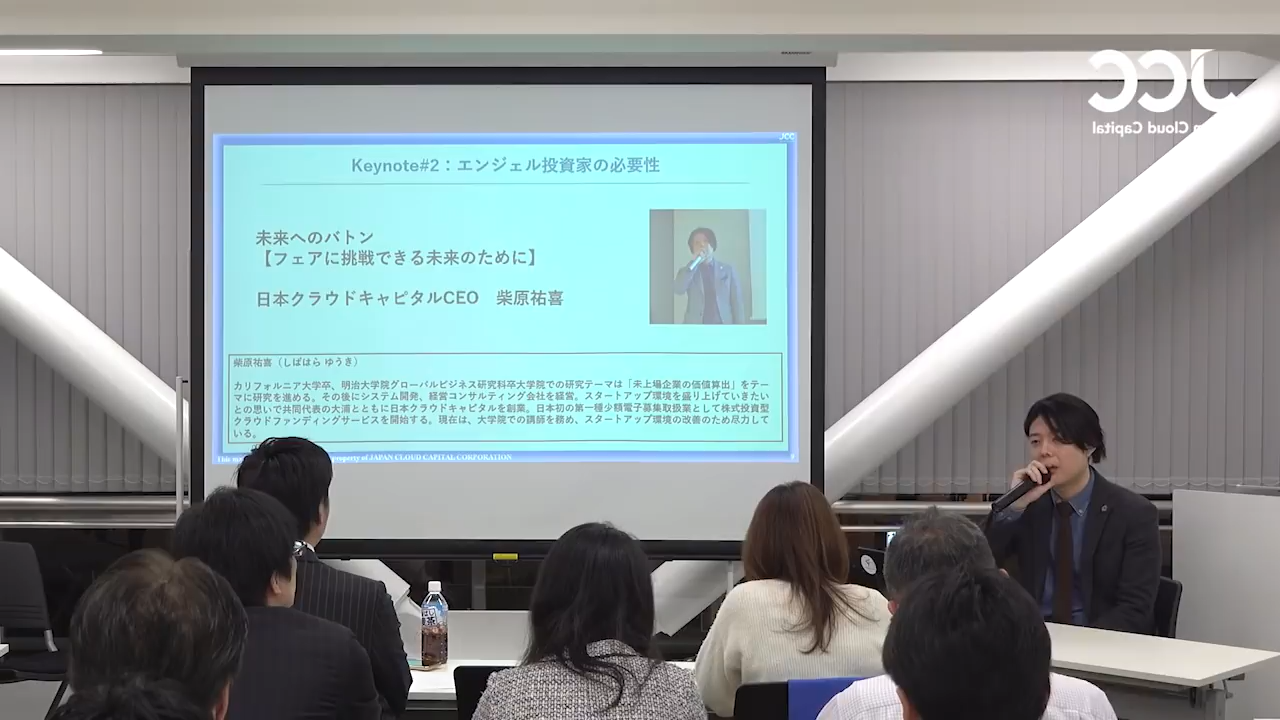 JCC
Japan Cloud Capital
JCC
Keynote#2：エンジェル投資家の必要性
未来へのバトン
【フェアに挑戦できる未来のために】
日本クラウドキャピタルCEO　柴原祐喜
柴原祐喜（しばはら ゆうき）
カリフォルニア大学卒、明治大学院グローバルビジネス研究科卒大学院での研究テーマは「未上場企業の価値算出」をテー
マに研究を進める。その後にシステム開発、経営コンサルティング会社を経営。スタートアップ環境を盛り上げていきたい
との思いで共同代表の大浦とともに日本クラウドキャピタルを創業。日本初の第一種少額電子募集取扱業として株式投資型
クラウドファンディングサービスを開始する。現在は、大学院での講師を務め、スタートアップ環境の改善のため尽力して
いる。
property of JAPAN CLOUD CAPITAL CORPORATION